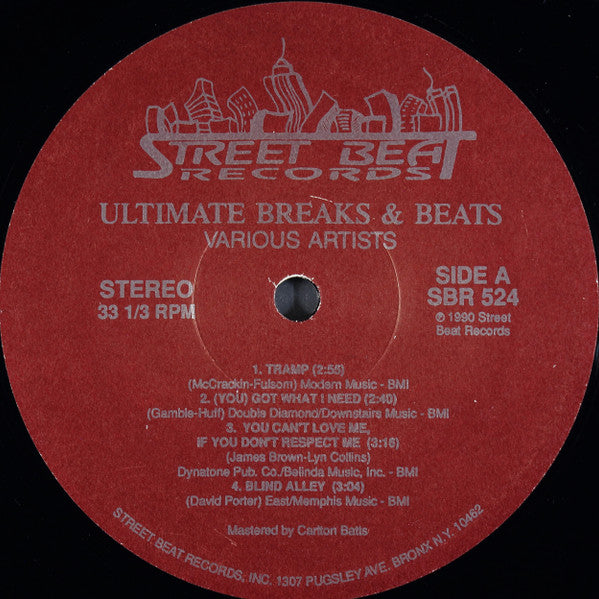 STREET BEAT
RECORDS
ULTIMATE BREAKS & BEATS
VARIOUS ARTISTS
STEREO
33 1/3 RPM
SIDE A
SBR 524
℗ 1990 Street
Beat Records
1. TRAMP (2:55)
(McCracklin-Fulsom) Modern Music - BMI
2. (YOU) GOT WHAT I NEED (2:40)
(Gamble-Huff) Double Diamond/Downstairs Music - BMI
3. YOU CAN'T LOVE ME,
IF YOU DON'T RESPECT ME (3:16)
(James Brown-Lyn Collins)
Dynatone Pub. Co./Belinda Music, Inc. - BMI
4. BLIND ALLEY (3:04)
(David Porter) East/Memphis Music - BMI
Mastered by Carlton Batts
STREET BEAT RECORDS, INC. 1307 PUGSLEY AVE. BRONX N.Y. 10462